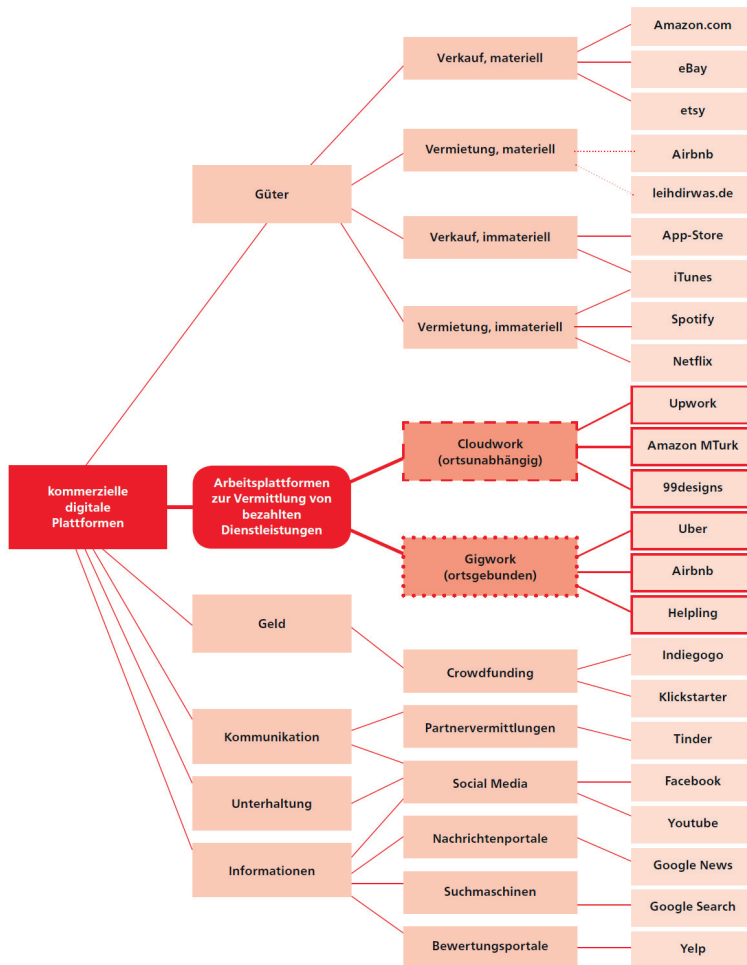 Amazon.com
Verkauf, materiell
eBay
etsy
Vermietung, materiell
Airbnb
Güter
leihdirwas.de
Verkauf, immateriell
App-Store
iTunes
Vermietung, immateriell
Spotify
Netflix
Upwork
Cloudwork
(ortsunabhängig)
Amazon MTurk
kommerzielle
digitale
Plattformen
Arbeitsplattformen
zur Vermittlung von
bezahlten
Dienstleistungen
99designs
Uber
Gigwork
(ortsgebunden)
Airbnb
Helpling
Geld
Indiegogo
Crowdfunding
Klickstarter
Kommunikation
Partnervermittlungen
Tinder
Unterhaltung
Social Media
Facebook
Youtube
Nachrichtenportale
Google News
Informationen
Suchmaschinen
Google Search
Bewertungsportale
Yelp